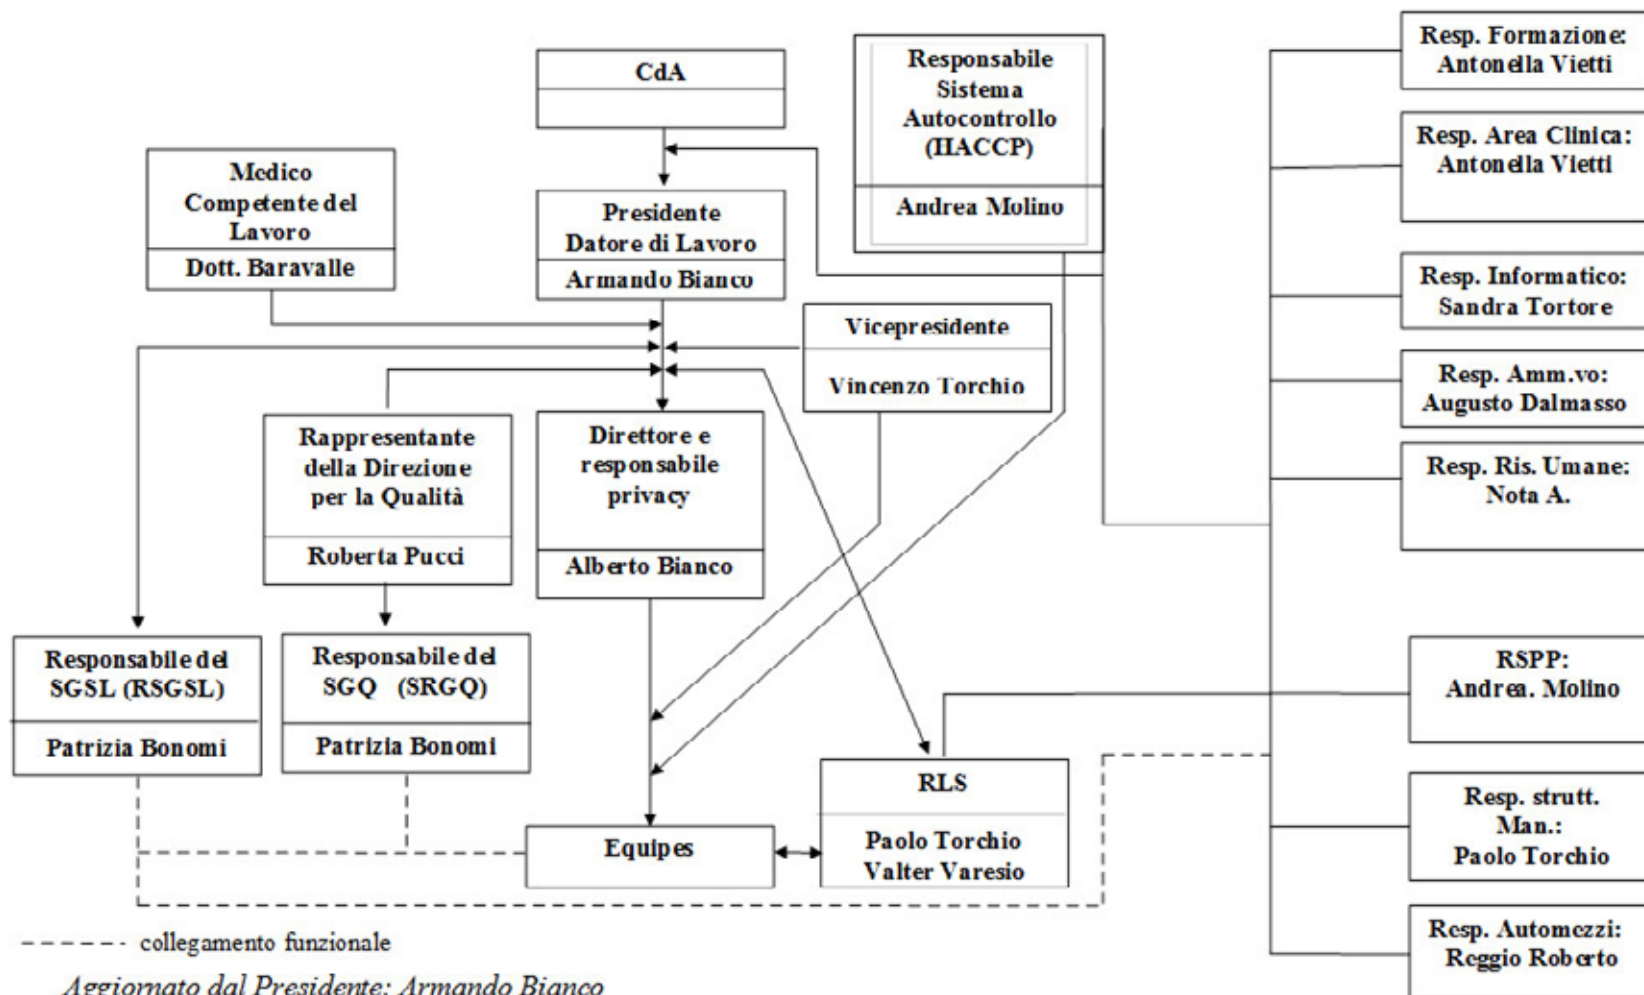 CdA
Responsabile
Sistema
Autocontrollo
(HACCP)
Andrea Molino
Resp. Formazione:
Antonella Vietti
Resp. Area Clinica:
Antonella Vietti
Medico
Competente del
Lavoro
Dott. Baravalle
Presidente
Datore di Lavoro
Armando Bianco
Resp. Informatico:
Sandra Tortore
Vicepresidente
Vincenzo Torchio
Resp. Amm.vo:
Augusto Dalmasso
Rappresentante
della Direzione
per la Qualità
Roberta Pucci
Direttore e
responsabile
privacy
Alberto Bianco
Resp. Ris. Umane:
Nota A.
Responsabile del
SGSL (RSGSL)
Patrizia Bonomi
Responsabile del
SGQ (SRGQ)
Patrizia Bonomi
RSPP:
Andrea. Molino
RLS
Paolo Torchio
Valter Varesio
Equipes
Resp. strutt.
Man.:
Paolo Torchio
Resp. Automezzi:
Reggio Roberto
collegamento funzionale
Aggiornato dal Presidente: Armando Bianco